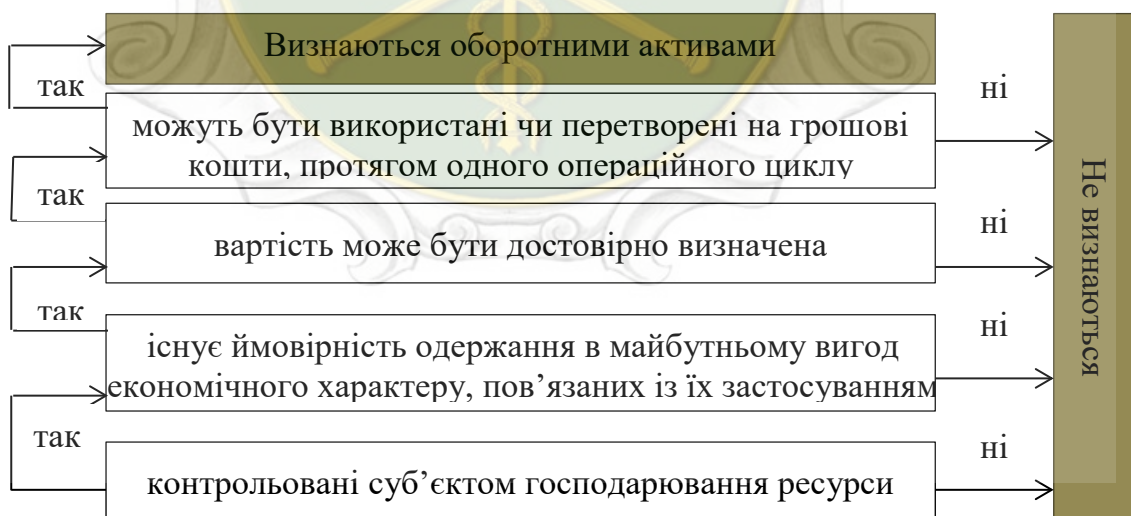 Визнаються оборотними активами
так
ні
можуть бути використані чи перетворені на грошові
кошти, протягом одного операційного циклу
так
ні
вартість може бути достовірно визначена
так
ні
існує ймовірність одержання в майбутньому вигод
економічного характеру, пов’язаних із їх застосуванням
так
ні
контрольовані суб’єктом господарювання ресурси
Не визнаються